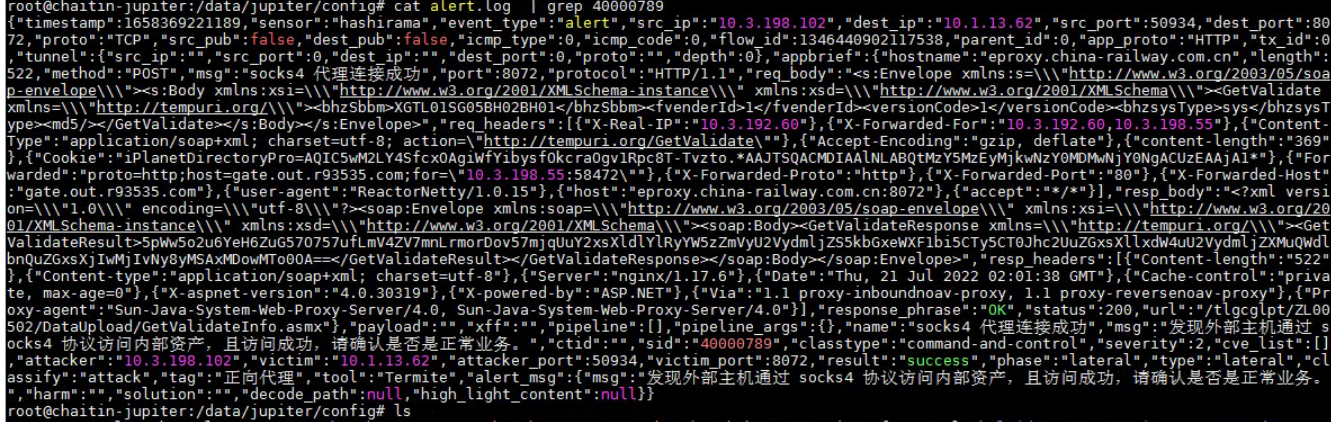 root@chaitin-jupiter:/data/jupiter/config# cat alert.log  | grep 40000789
{"timestamp":1658369221189,"sensor":"hashirama","event_type":"alert","src_ip":"10.3.198.102","dest_ip":"10.1.13.62","src_port":50934,"dest_port":80
72,"proto":"TCP","src_pub":false,"dest_pub":false,"icmp_type":0,"icmp_code":0,"flow_id":1346440902117538,"parent_id":0,"app_proto":"HTTP","tx_id":0
,"tunnel":{"src_ip":"","src_port":0,"dest_ip":"","dest_port":0,"proto":"","depth":0},"appbrief":{"hostname":"eproxy.china-railway.com.cn","length":
522,"method":"POST","msg":"socks4 代理连接成功","port":8072,"protocol":"HTTP/1.1","req_body":"<s:Envelope xmlns:s=\\\"http://www.w3.org/2003/05/soa
p-envelope\\\"><s:Body xmlns:xsi=\\\"http://www.w3.org/2001/XMLSchema-instance\\\" xmlns:xsd=\\\"http://www.w3.org/2001/XMLSchema\\\"><GetValidate
xmlns=\\\"http://tempuri.org/\\\"><bhzSbbm>XGTL01SG05BH02BH01</bhzSbbm><fvenderId>1</fvenderId><versionCode>1</versionCode><bhzsysType>sys</bhzsysT
ype><md5/></GetValidate></s:Body></s:Envelope>","req_headers":[{"X-Real-IP":"10.3.192.60"},{"X-Forwarded-For":"10.3.192.60,10.3.198.55"},{"Content-
Type":"application/soap+xml; charset=utf-8; action=\"http://tempuri.org/GetValidate\""},{"Accept-Encoding":"gzip, deflate"},{"content-length":"369"
},{"Cookie":"iPlanetDirectoryPro=AQIC5wM2LY4SfcxOAgiWfYibysfOkcraOgv1Rpc8T-Tvzto.*AAJTSQACMDIAAlNLABQtMzY5MzEyMjkwNzY0MDMwNjY0NgACUzEAAjA1*"},{"For
warded":"proto=http;host=gate.out.r93535.com;for=\"10.3.198.55:58472\""},{"X-Forwarded-Proto":"http"},{"X-Forwarded-Port":"80"},{"X-Forwarded-Host"
:"gate.out.r93535.com"},{"user-agent":"ReactorNetty/1.0.15"},{"host":"eproxy.china-railway.com.cn:8072"},{"accept":"*/*"}],"resp_body":"<?xml versi
on=\\\"1.0\\\" encoding=\\\"utf-8\\\"?><soap:Envelope xmlns:soap=\\\"http://www.w3.org/2003/05/soap-envelope\\\" xmlns:xsi=\\\"http://www.w3.org/20
01/XMLSchema-instance\\\" xmlns:xsd=\\\"http://www.w3.org/2001/XMLSchema\\\"><soap:Body><GetValidateResponse xmlns=\\\"http://tempuri.org/\\\"><Get
ValidateResult>5pWw5o2u6YeH6ZuG57O757ufLmV4ZV7mnLrmorDov57mjqUuY2xsXldlYlRyYW5zZmVyU2VydmljZS5kbGxeWXF1bi5CTy5CT0Jhc2UuZGxsXllxdW4uU2VydmljZXMuQWdl
bnQuZGxsXjIwMjIvNy8yMSAxMDowMTo0OA==</GetValidateResult></GetValidateResponse></soap:Body></soap:Envelope>","resp_headers":[{"Content-length":"522"
},{"Content-type":"application/soap+xml; charset=utf-8"},{"Server":"nginx/1.17.6"},{"Date":"Thu, 21 Jul 2022 02:01:38 GMT"},{"Cache-control":"priva
te, max-age=0"},{"X-aspnet-version":"4.0.30319"},{"X-powered-by":"ASP.NET"},{"Via":"1.1 proxy-inboundnoav-proxy, 1.1 proxy-reversenoav-proxy"},{"Pr
oxy-agent":"Sun-Java-System-Web-Proxy-Server/4.0, Sun-Java-System-Web-Proxy-Server/4.0"}],"response_phrase":"OK","status":200,"url":"/tlgcglpt/ZL00
502/DataUpload/GetValidateInfo.asmx"},"payload":"","xff":"","pipeline":[],"pipeline_args":{},"name":"socks4 代理连接成功","msg":"发现外部主机通过 s
ocks4 协议访问内部资产，且访问成功，请确认是否是正常业务。","ctid":"","sid":"40000789","classtype":"command-and-control","severity":2,"cve_list":[]
,"attacker":"10.3.198.102","victim":"10.1.13.62","attacker_port":50934,"victim_port":8072,"result":"success","phase":"lateral","type":"lateral","cl
assify":"attack","tag":"正向代理","tool":"Termite","alert_msg":{"msg":"发现外部主机通过 socks4 协议访问内部资产，且访问成功，请确认是否是正常业务。
","harm":"","solution":"","decode_path":null,"high_light_content":null}}
root@chaitin-jupiter:/data/jupiter/config# ls